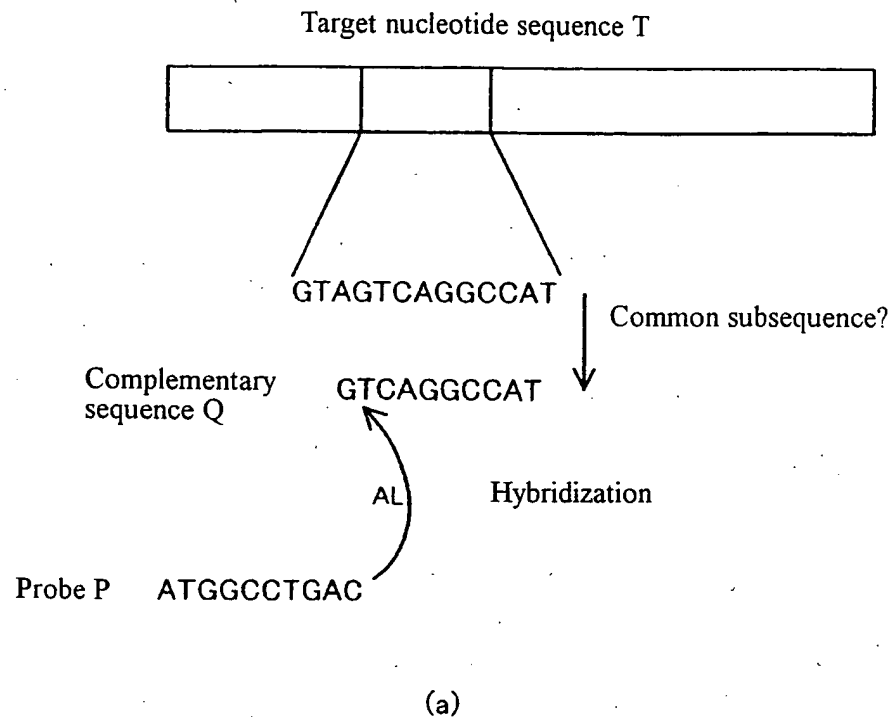 Target nucleotide sequence T
GTAGTCAGGCCAT
Common subsequence?
Complementary
sequence Q
GTCAGGCCAT
AL
Hybridization
Probe P ATGGCCTGAC
(a)